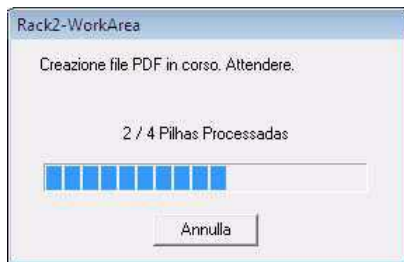 Rack2-WorkArea
Creazione file PDF in corso. Attendere.
2 / 4 Pilhas Processadas
Annulla